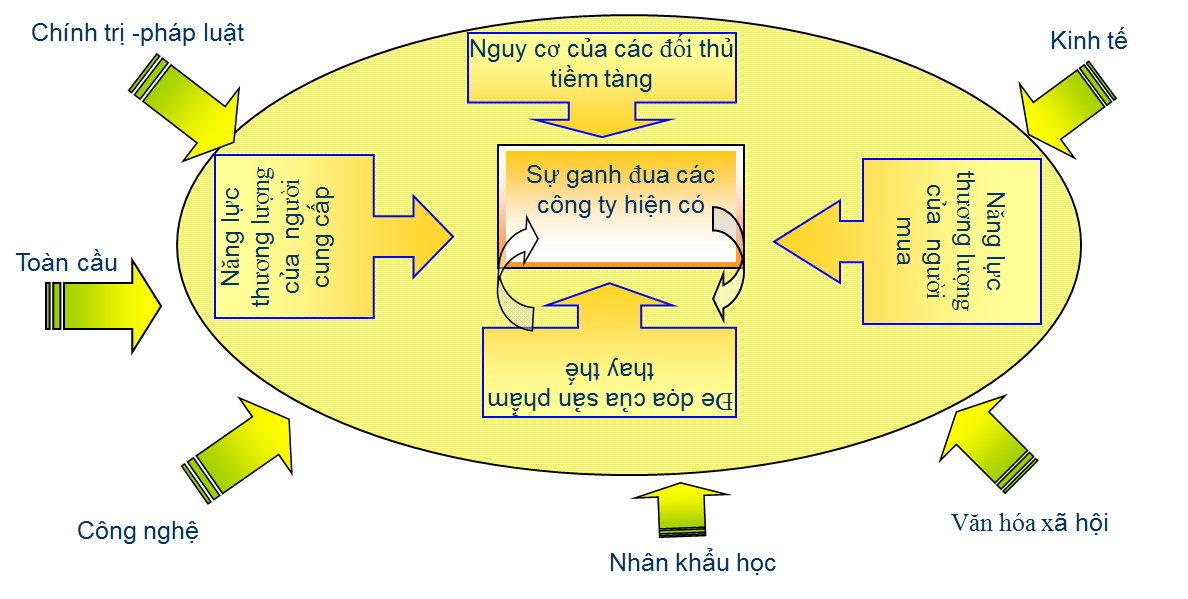 Chính trị -pháp luật
Kinh tế
Nguy cơ của các đối thủ
tiềm tàng
Sự ganh đua các
công ty hiện có
Năng lực
thương lượng
của người
cung cấp
Năng lực
thương lượng
của người
mua
Toàn cầu
Đe dọa của sản phẩm
thay thế
Công nghệ
Văn hóa xã hội
Nhân khẩu học